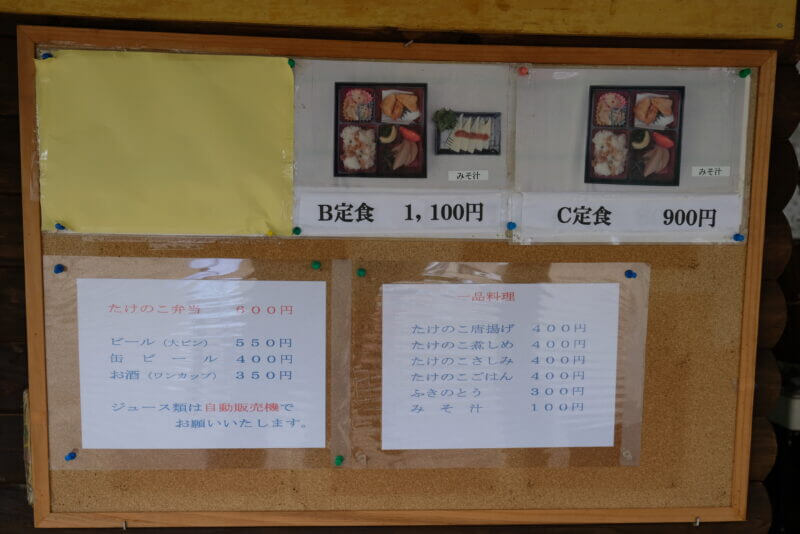 みそ汁
B定食 1,100円
みそ汁
C定食 900円
たけのこ弁当 600円
ビール(大ビン) 550円
缶ビール 400円
お酒(ワンカップ) 350円
ジュース類は自動販売機で
お願いいたします。
一品料理
たけのこ唐揚げ 400円
たけのこ煮しめ 400円
たけのこさしみ 400円
たけのこごはん 400円
ふきのとう 300円
みそ汁 100円